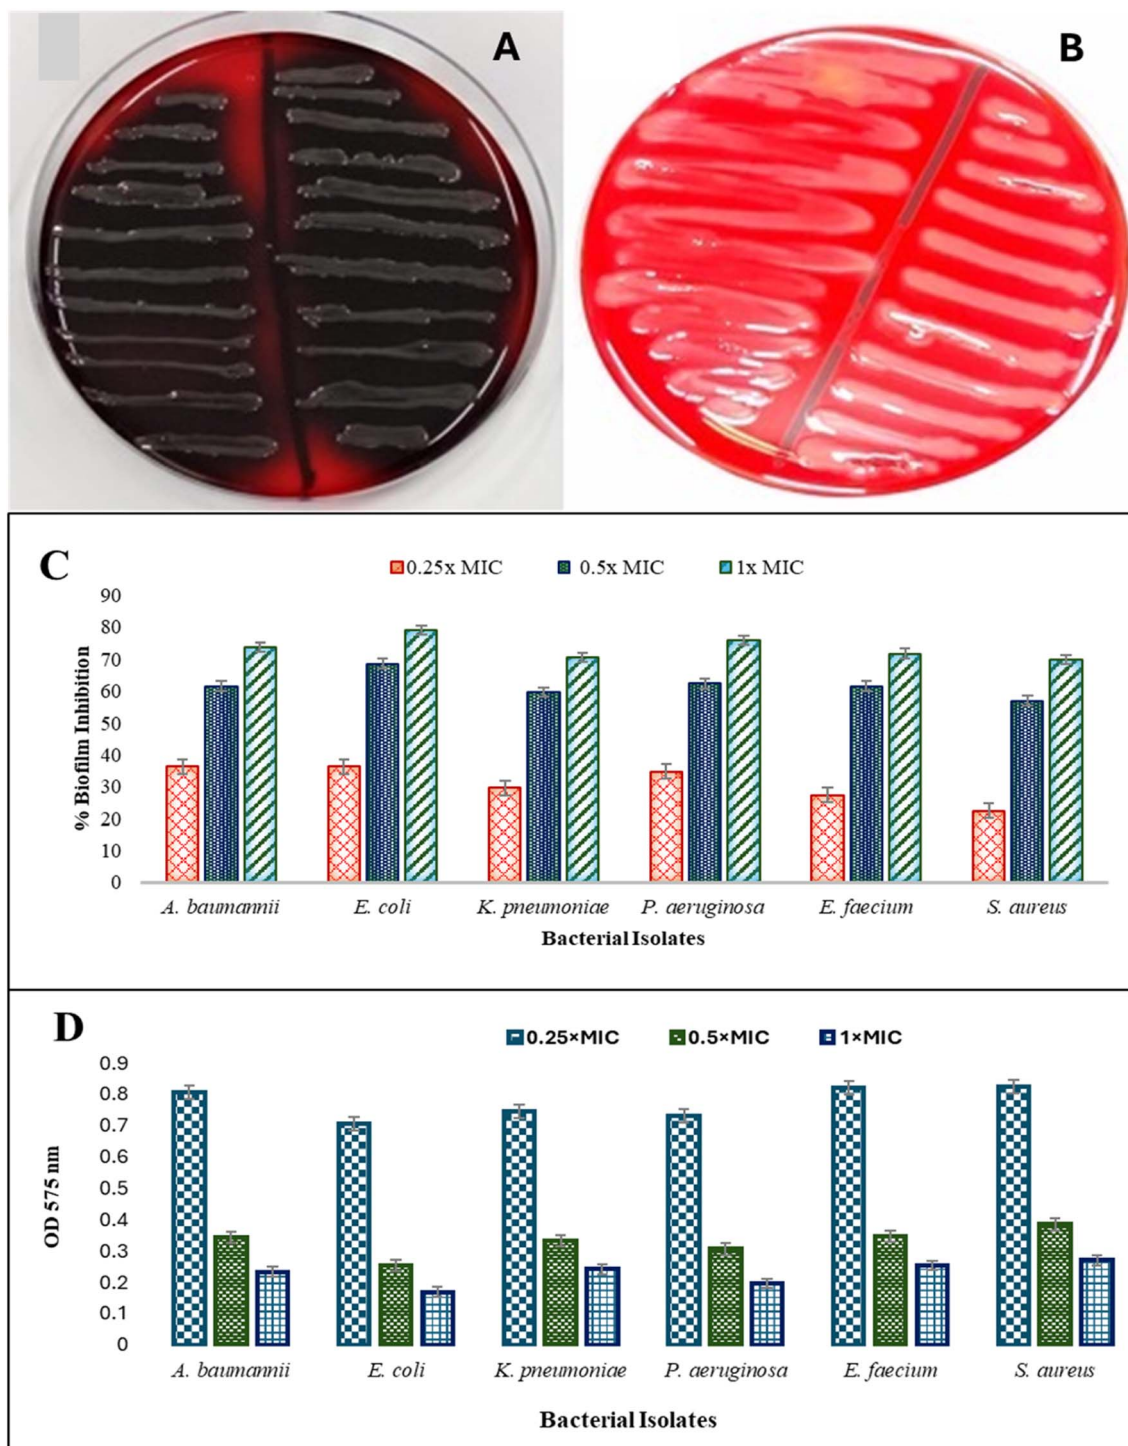 A
B
C
0.25x MIC 0.5x MIC 1x MIC
% Biofilm Inhibition
90
80
70
60
50
40
30
20
10
0
A. baumannii E. coli K. pneumoniae P. aeruginosa E. faecium S. aureus
Bacterial Isolates
D
0.25×MIC 0.5×MIC 1×MIC
OD 575 nm
0.9
0.8
0.7
0.6
0.5
0.4
0.3
0.2
0.1
0
A. baumannii E. coli K. pneumoniae P. aeruginosa E. faecium S. aureus
Bacterial Isolates